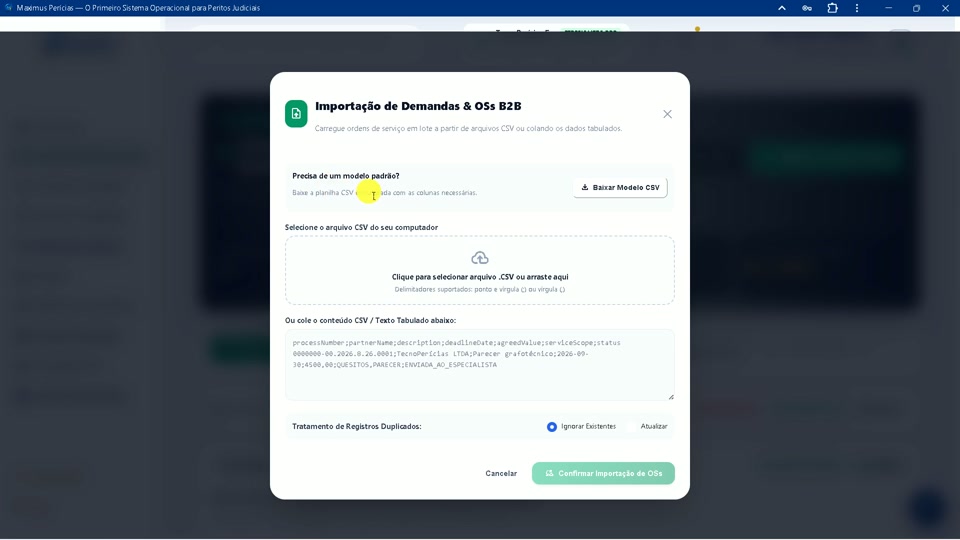 Maximus Perícias — O Primeiro Sistema Operacional para Peritos Judiciais
Importação de Demandas & OSs B2B
Carregue ordens de serviço em lote a partir de arquivos CSV ou colando os dados tabulados.
Precisa de um modelo padrão?
Baixe a planilha CSV com as colunas necessárias.
Baixar Modelo CSV
Selecione o arquivo CSV do seu computador
Clique para selecionar arquivo .CSV ou arraste aqui
Delimitadores suportados: ponto e vírgula (;) ou vírgula (,)
Ou cole o conteúdo CSV / Texto Tabulado abaixo:
processNumber;partnerName;description;deadlineDate;agreedValue;serviceScope;status
0000000-00.2026.8.26.0001;TecnoPerícias LTDA;Parecer grafotécnico;2026-09-
30;4500,00;QUESITOS,PARECER;ENVIADA_AO_ESPECIALISTA
Tratamento de Registros Duplicados:
Ignorar Existentes
Atualizar
Cancelar
Confirmar Importação de OSs